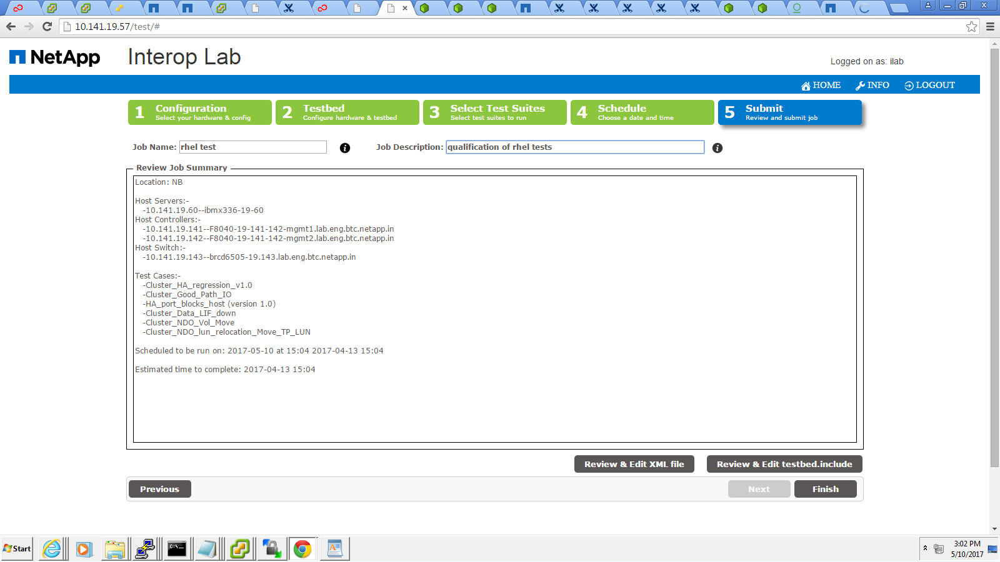 10.141.19.57/test/#
NetApp
Interop Lab
Logged on as: ilab
HOME
INFO
LOGOUT
1 Configuration
Select your hardware & config
2 Testbed
Configure hardware & testbed
3 Select Test Suites
Select test suites to run
4 Schedule
Choose a date and time
5 Submit
Review and submit job
Job Name: rhel test
Job Description: qualification of rhel tests
Review Job Summary
Location: NB
Host Servers:-
-10.141.19.60--ibmx336-19-60
Host Controllers:-
-10.141.19.141--F8040-19-141-142-mgmt1.lab.eng.btc.netapp.in
-10.141.19.142--F8040-19-141-142-mgmt2.lab.eng.btc.netapp.in
Host Switch:-
-10.141.19.143--brcd6505-19.143.lab.eng.btc.netapp.in
Test Cases:-
-Cluster_HA_regression_v1.0
-Cluster_Good_Path_IO
-HA_port_blocks_host (version 1.0)
-Cluster_Data_LIF_down
-Cluster_NDO_Vol_Move
-Cluster_NDO_lun_relocation_Move_TP_LUN
Scheduled to be run on: 2017-05-10 at 15:04 2017-04-13 15:04
Estimated time to complete: 2017-04-13 15:04
Review & Edit XML file
Review & Edit testbed.include
Previous
Next
Finish
Start
3:02 PM
5/10/2017